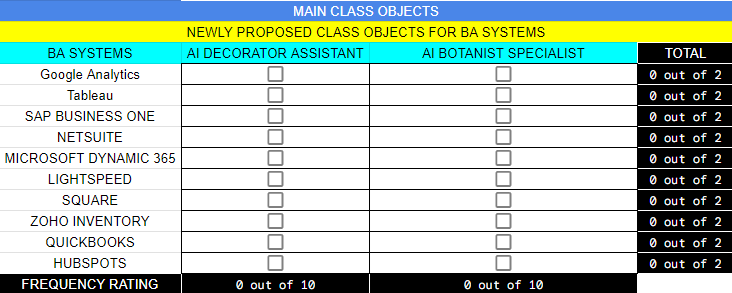 MAIN CLASS OBJECTS
NEWLY PROPOSED CLASS OBJECTS FOR BA SYSTEMS
BA SYSTEMS AI DECORATOR ASSISTANT AI BOTANIST SPECIALIST TOTAL
Google Analytics 0 out of 2
Tableau 0 out of 2
SAP BUSINESS ONE 0 out of 2
NETSUITE 0 out of 2
MICROSOFT DYNAMIC 365 0 out of 2
LIGHTSPEED 0 out of 2
SQUARE 0 out of 2
ZOHO INVENTORY 0 out of 2
QUICKBOOKS 0 out of 2
HUBSPOTS 0 out of 2
FREQUENCY RATING 0 out of 10 0 out of 10